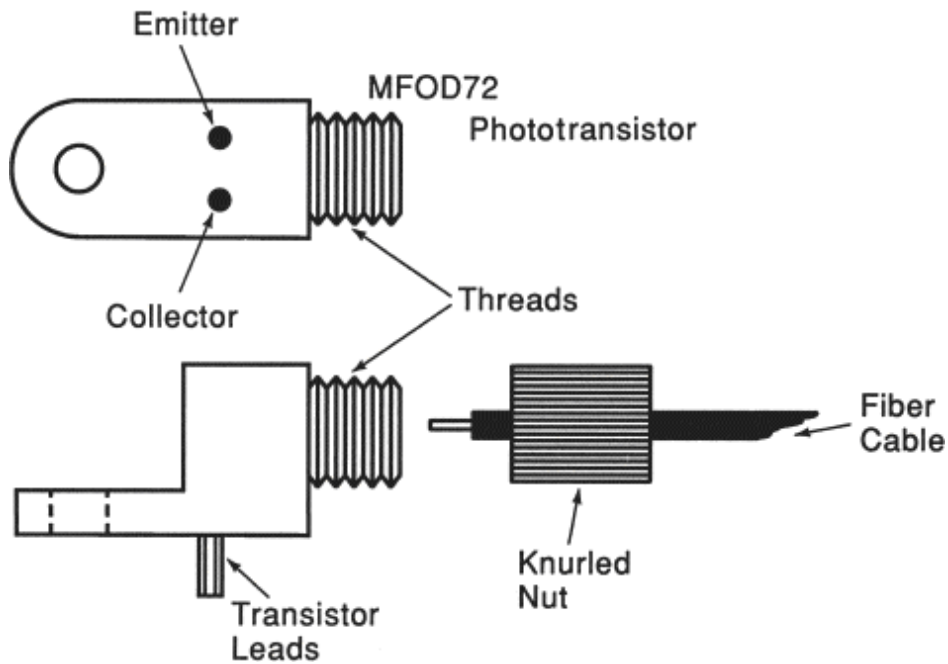 Emitter
MFOD72
Phototransistor
Collector
Threads
Fiber
Cable
Knurled
Nut
Transistor
Leads